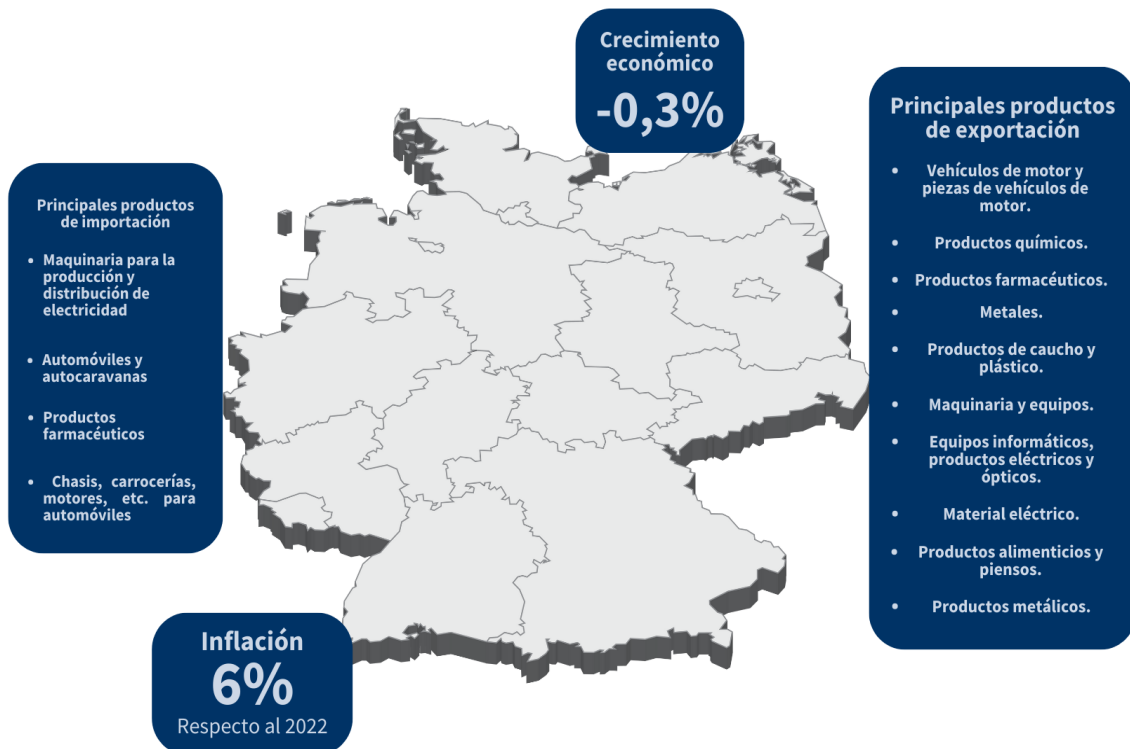 Crecimiento
económico
-0,3%
Principales productos
de importación
• Maquinaria para la
producción y
distribución de
electricidad
• Automóviles y
autocaravanas
• Productos
farmacéuticos
• Chasis, carrocerías,
motores, etc. para
automóviles
Principales productos
de exportación
• Vehículos de motor y
piezas de vehículos de
motor.
• Productos químicos.
• Productos farmacéuticos.
• Metales.
• Productos de caucho y
plástico.
• Maquinaria y equipos.
• Equipos informáticos,
productos eléctricos y
ópticos.
• Material eléctrico.
• Productos alimenticios y
piensos.
• Productos metálicos.
Inflación
6%
Respecto al 2022